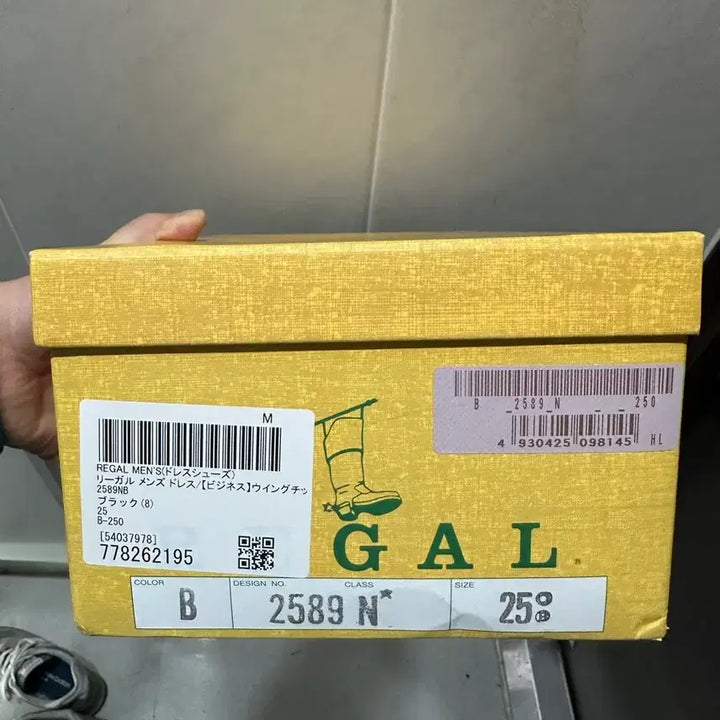 B _2589_N _ _ 250
4 930425 098145 HL
M
REGAL MEN'S(ドレスシューズ)
リーガル メンズ ドレス/【ビジネス】ウイングチッ
2589NB
ブラック(8)
25
B-250
[54037978]
778262195
GAL
COLOR DESIGN NO. CLASS SIZE
B 2589 N* 25